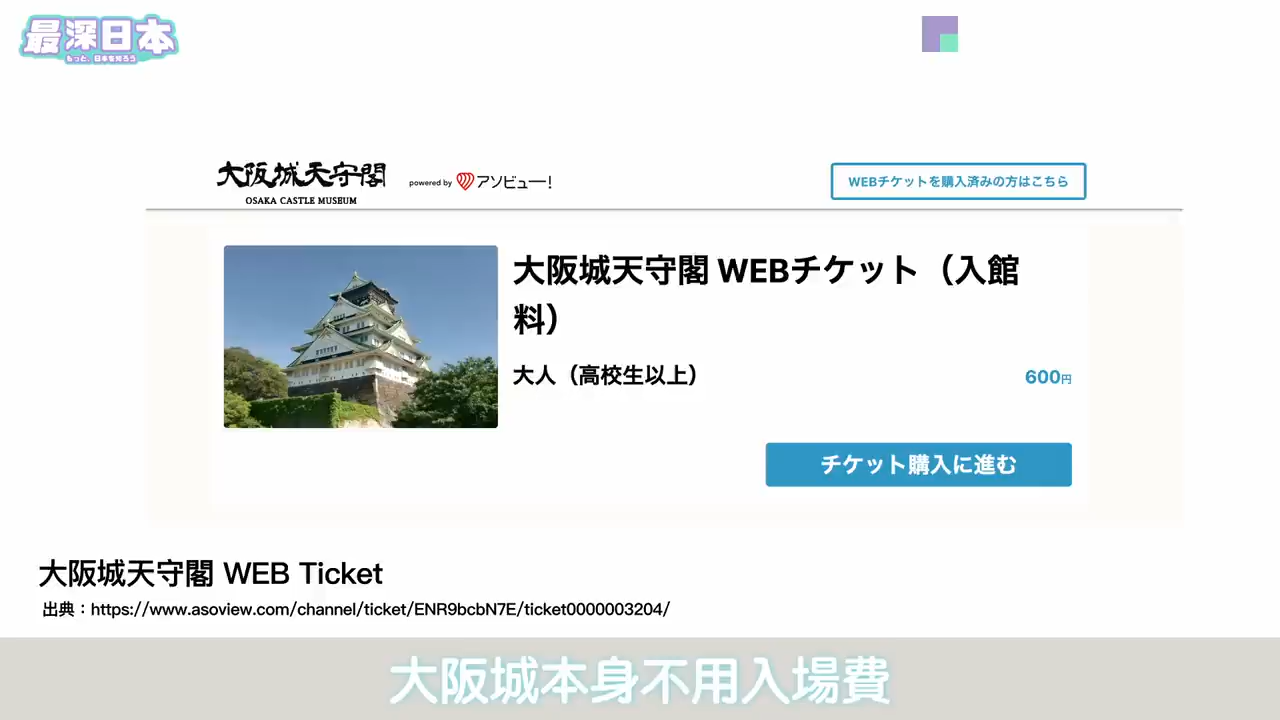 最深日本
もっと、日本を知ろう
大阪城天守閣
OSAKA CASTLE MUSEUM
powered by アソビュー!
WEBチケットを購入済みの方はこちら
大阪城天守閣 WEBチケット（入館
料）
大人（高校生以上）
600円
チケット購入に進む
大阪城天守閣 WEB Ticket
出典：https://www.asoview.com/channel/ticket/ENR9bcbN7E/ticket0000003204/
大阪城本身不用入場費